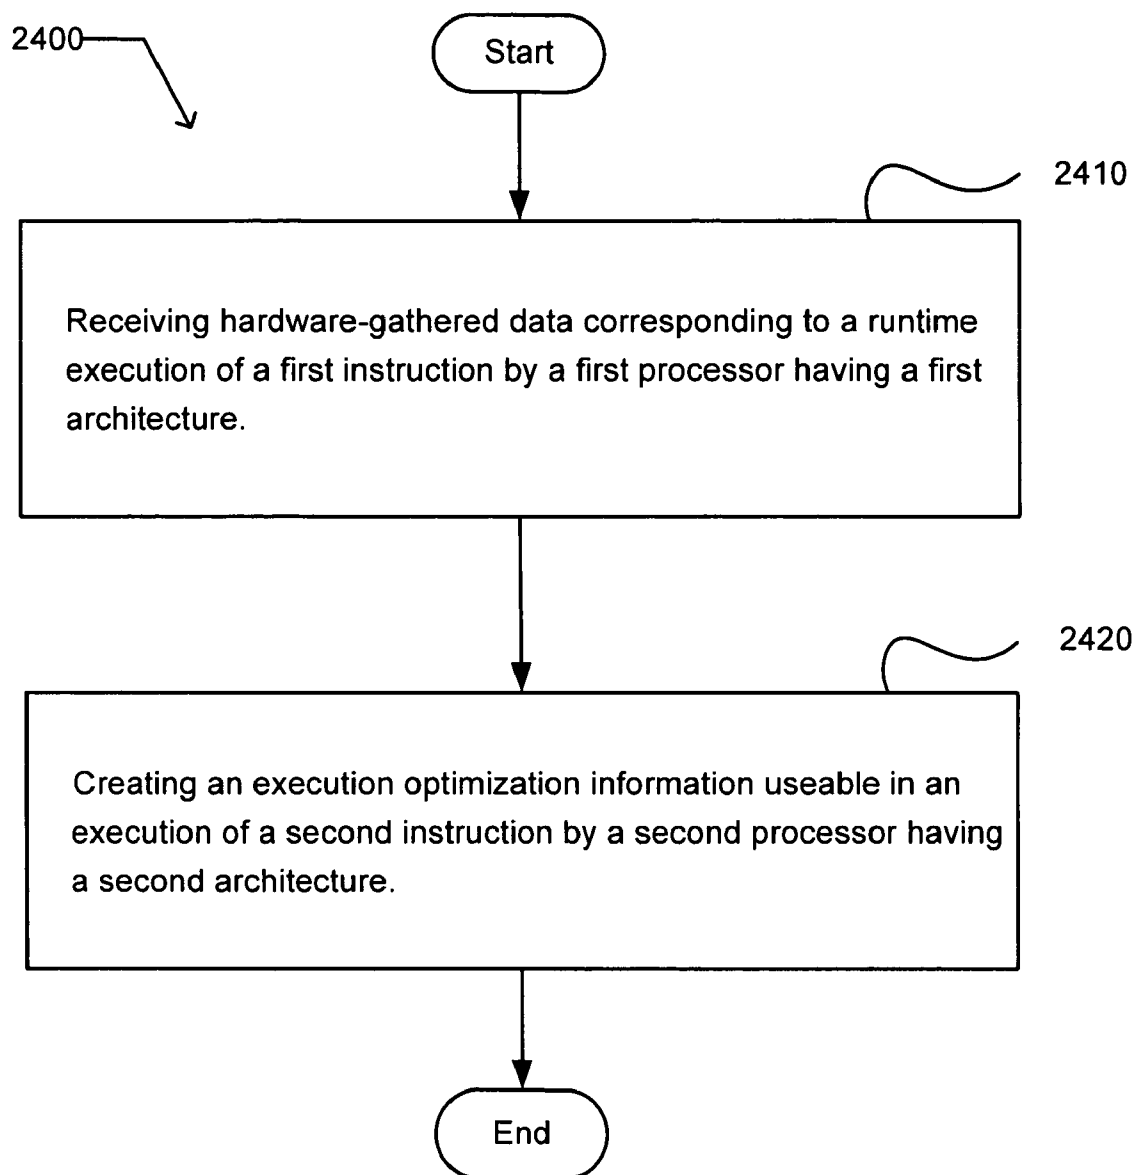 2400
Start
2410
Receiving hardware-gathered data corresponding to a runtime
execution of a first instruction by a first processor having a first
architecture.
2420
Creating an execution optimization information useable in an
execution of a second instruction by a second processor having
a second architecture.
End